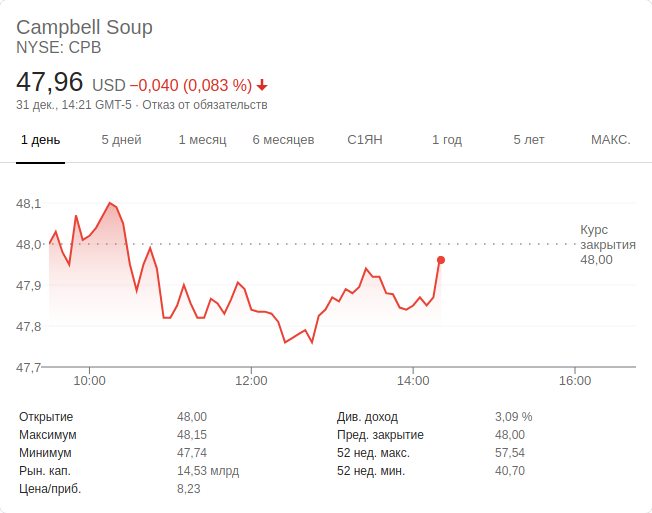 Campbell Soup
NYSE: CPB
47,96 USD −0,040 (0,083 %)
31 дек., 14:21 GMT-5 · Отказ от обязательств
1 день 5 дней 1 месяц 6 месяцев С1ЯН 1 год 5 лет МАКС.
48,1
48,0
47,9
47,8
47,7
Курс
закрытия
48,00
10:00 12:00 14:00 16:00
Открытие 48,00
Максимум 48,15
Минимум 47,74
Рын. кап. 14,53 млрд
Цена/приб. 8,23
Див. доход 3,09 %
Пред. закрытие 48,00
52 нед. макс. 57,54
52 нед. мин. 40,70